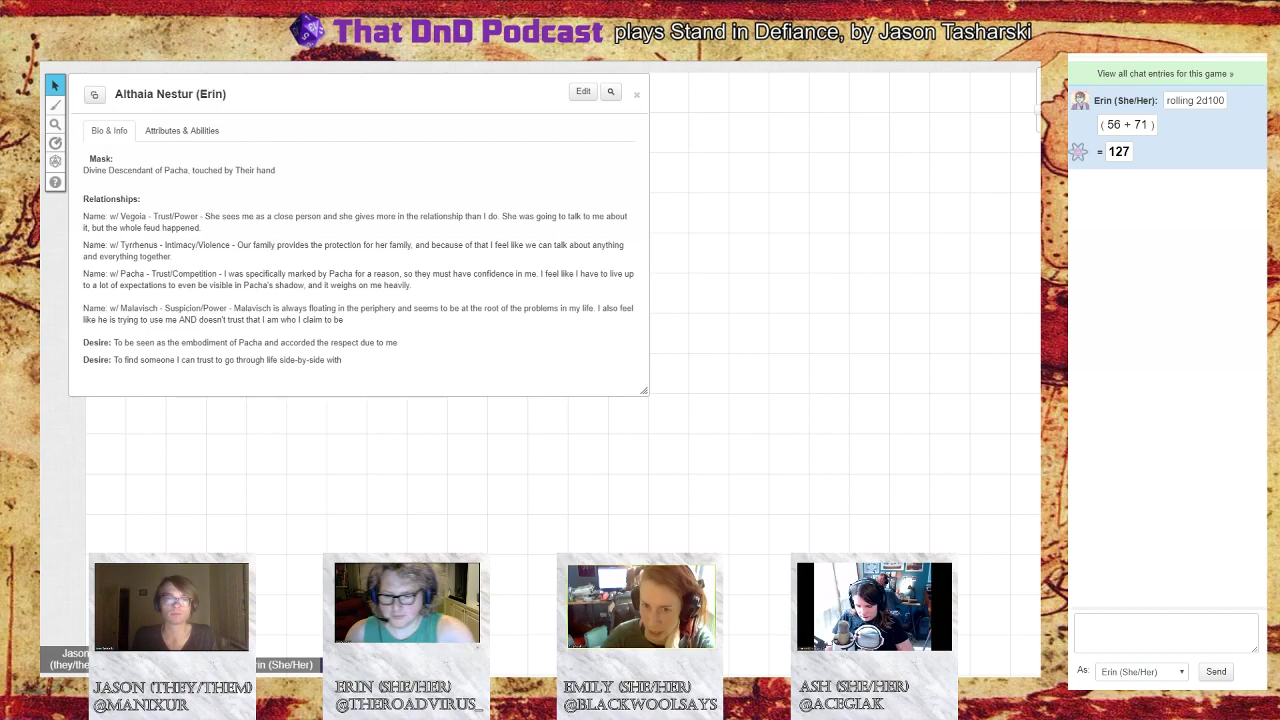 That DnD Podcast plays Stand in Defiance, by Jason Tasharski
Althaia Nestur (Erin)
Edit
Bio & Info
Attributes & Abilities
Mask:
Divine Descendant of Pacha, touched by Their hand
Relationships:
Name: w/ Vegoia - Trust/Power - She sees me as a close person and she gives more in the relationship than I do. She was going to talk to me about
it, but the whole feud happened.
Name: w/ Tyrrhenus - Intimacy/Violence - Our family provides the protection for her family, and because of that I feel like we can talk about anything
and everything together.
Name: w/ Pacha - Trust/Competition - I was specifically marked by Pacha for a reason, so they must have confidence in me. I feel like I have to live up
to a lot of expectations to even be visible in Pacha's shadow, and it weighs on me heavily.
Name: w/ Malavisch - Suspicion/Power - Malavisch is always floating in the periphery and seems to be at the root of the problems in my life. I also feel
like he is trying to use me AND doesn't trust that I am who I claim to be
Desire: To be seen as the embodiment of Pacha and accorded the respect due to me
Desire: To find someone I can trust to go through life side-by-side with
View all chat entries for this game »
Erin (She/Her): rolling 2d100
( 56 + 71 )
= 127
As: Erin (She/Her) Send
Jason
(they/the
rin (She/Her)
JASON (THEY/THEM)
@MANIXUR
ERIN (SHE/HER)
@THEROADVIRUS_
EMILY (SHE/HER)
@BLACKWOOLSAYS
ASH (SHE/HER)
@ACEGIAK